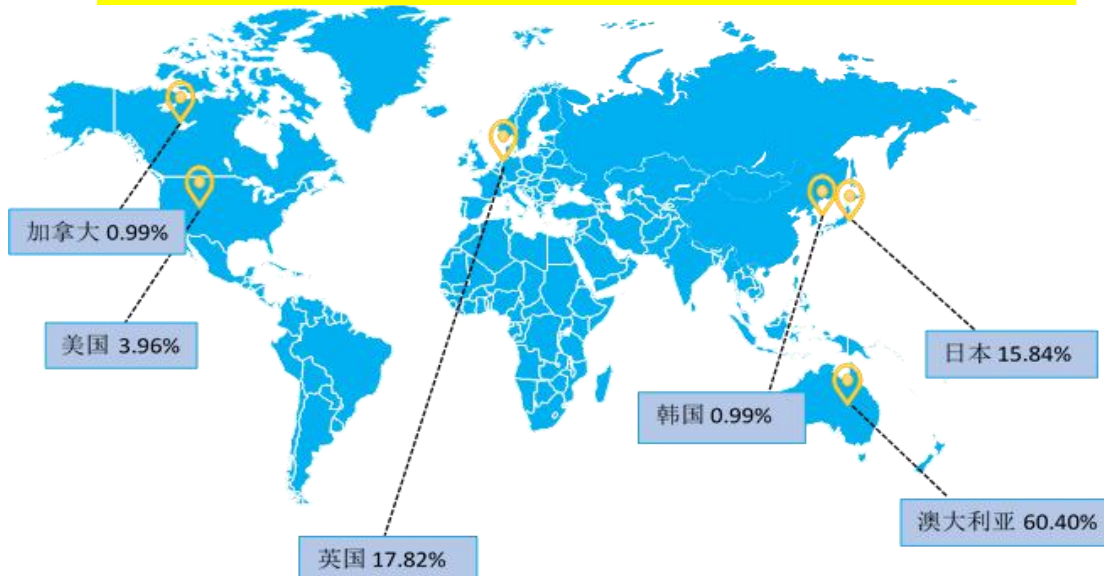 加拿大 0.99%
美国 3.96%
日本 15.84%
韩国 0.99%
澳大利亚 60.40%
英国 17.82%